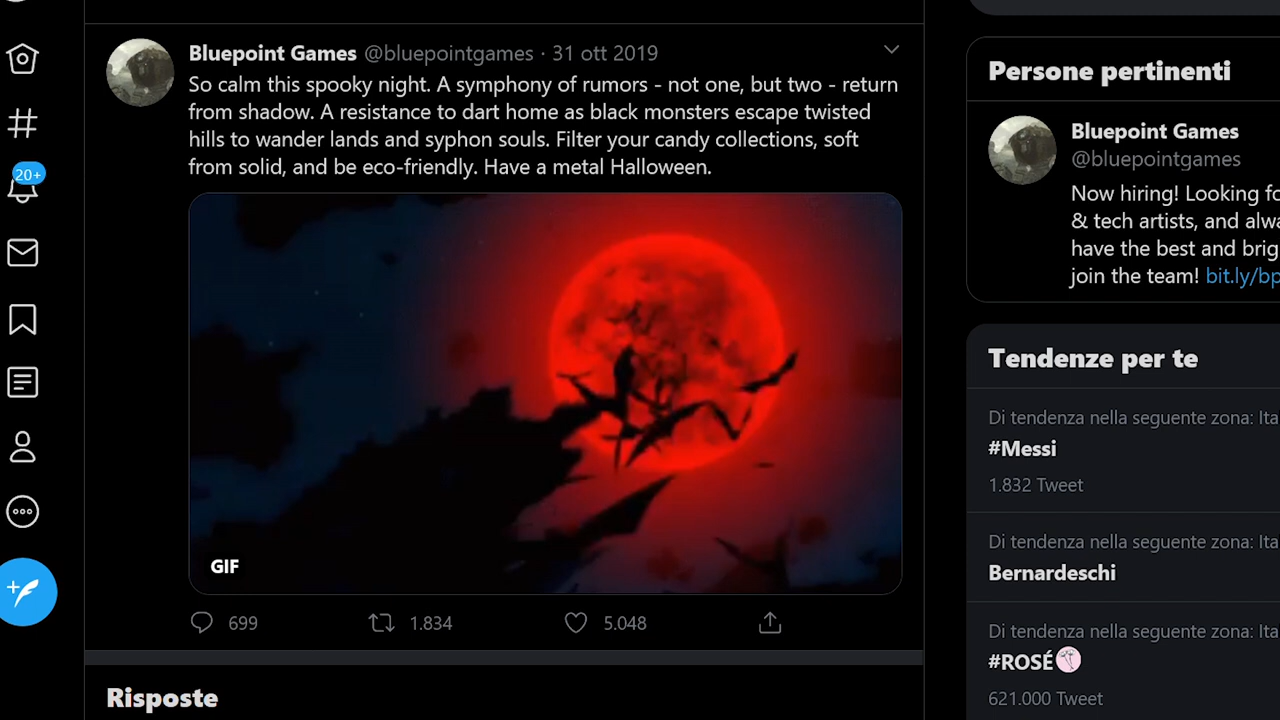 Bluepoint Games @bluepointgames · 31 ott 2019
So calm this spooky night. A symphony of rumors - not one, but two - return
from shadow. A resistance to dart home as black monsters escape twisted
hills to wander lands and syphon souls. Filter your candy collections, soft
from solid, and be eco-friendly. Have a metal Halloween.
GIF
699 1.834 5.048
Risposte
20+
Persone pertinenti
Bluepoint Games
@bluepointgames
Now hiring! Looking fo
& tech artists, and alwa
have the best and brig
join the team! bit.ly/bp
Tendenze per te
Di tendenza nella seguente zona: Ita
#Messi
1.832 Tweet
Di tendenza nella seguente zona: Ita
Bernardeschi
Di tendenza nella seguente zona: Ita
#ROSÉ
621.000 Tweet